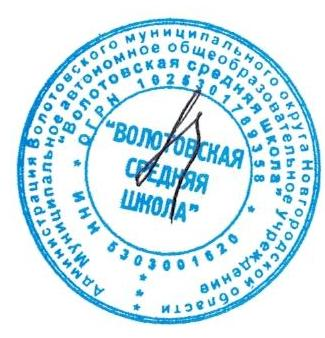 Администрация Волотовского муниципального округа Новгородской области
Муниципальное автономное общеобразовательное учреждение
"Волотовская средняя школа"
* ОГРН 1025301189358 * ИНН 5303001620
"ВОЛОТОВСКАЯ
СРЕДНЯЯ
ШКОЛА"